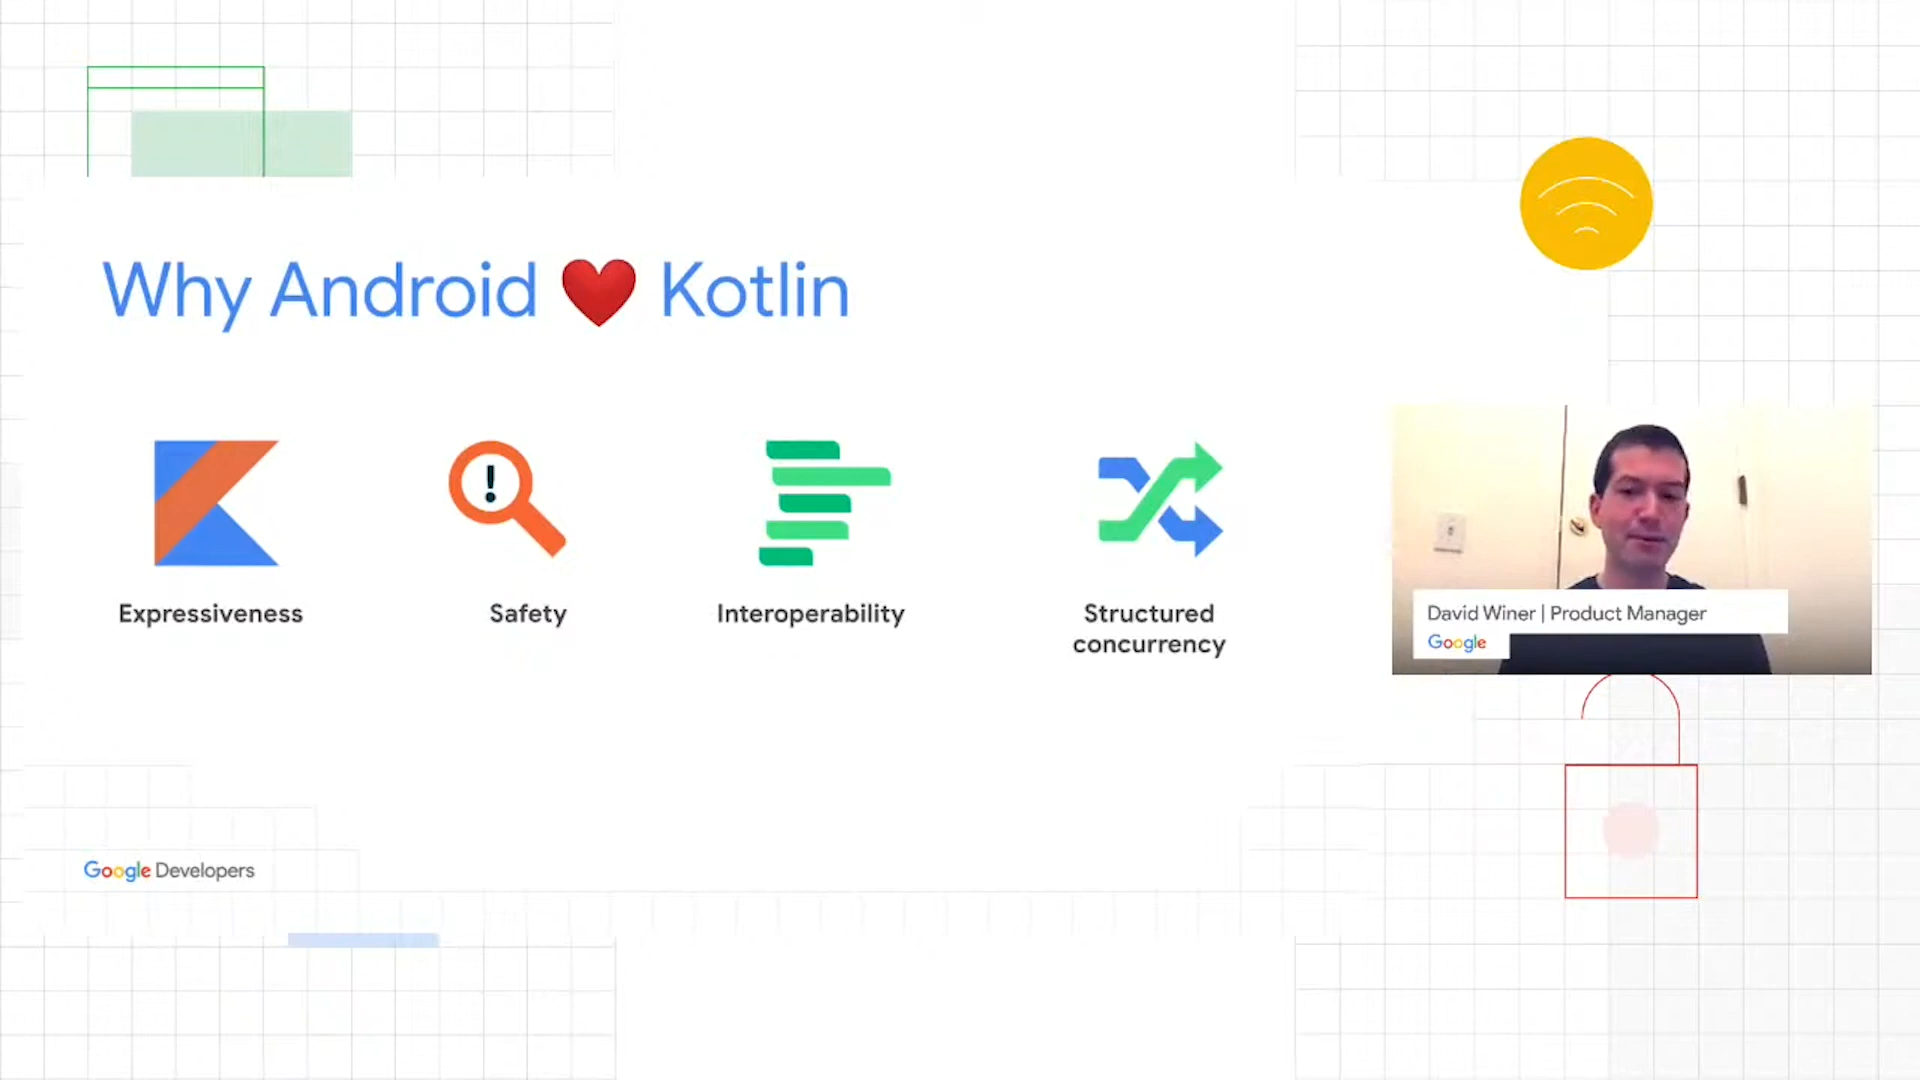 Why Android ❤️ Kotlin
!
Expressiveness
Safety
Interoperability
Structured
concurrency
David Winer | Product Manager
Google
Google Developers